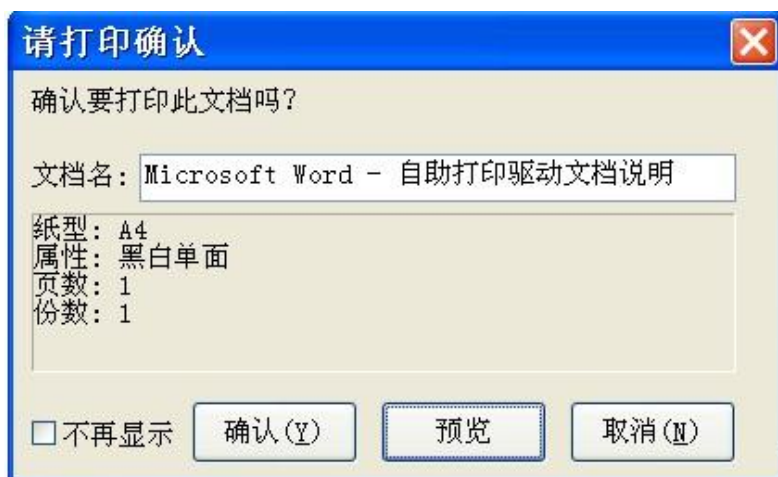 请打印确认
确认要打印此文档吗?
文档名: Microsoft Word - 自助打印驱动文档说明
纸型: A4
属性: 黑白单面
页数: 1
份数: 1
不再显示 确认(Y) 预览 取消(N)